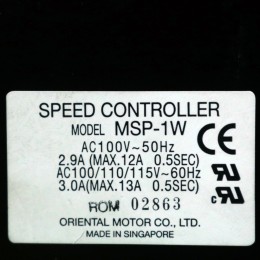 SPEED CONTROLLER
MODEL MSP-1W
AC100V~50Hz
2.9A (MAX.12A 0.5SEC)
AC100/110/115V~60Hz
3.0A(MAX.13A 0.5SEC)
ROM 02863
ORIENTAL MOTOR CO., LTD.
MADE IN SINGAPORE
CE
c